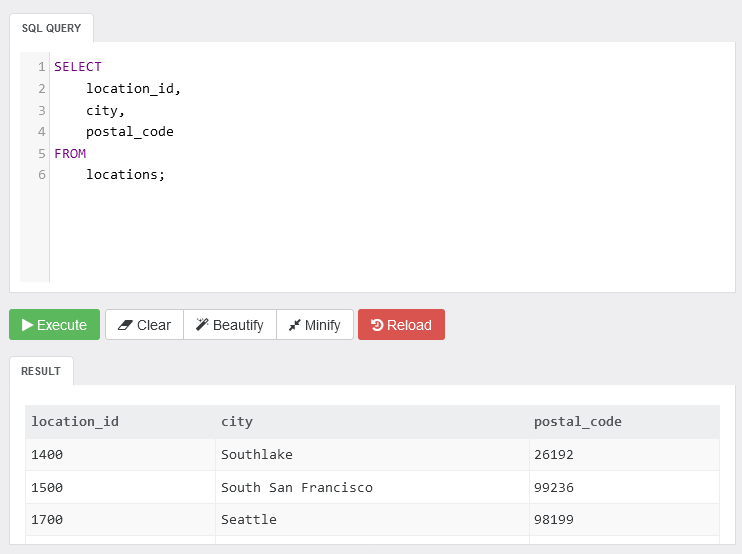 SQL QUERY
1 SELECT
2 location_id,
3 city,
4 postal_code
5 FROM
6 locations;
Execute Clear Beautify Minify Reload
RESULT
location_id city postal_code
1400 Southlake 26192
1500 South San Francisco 99236
1700 Seattle 98199